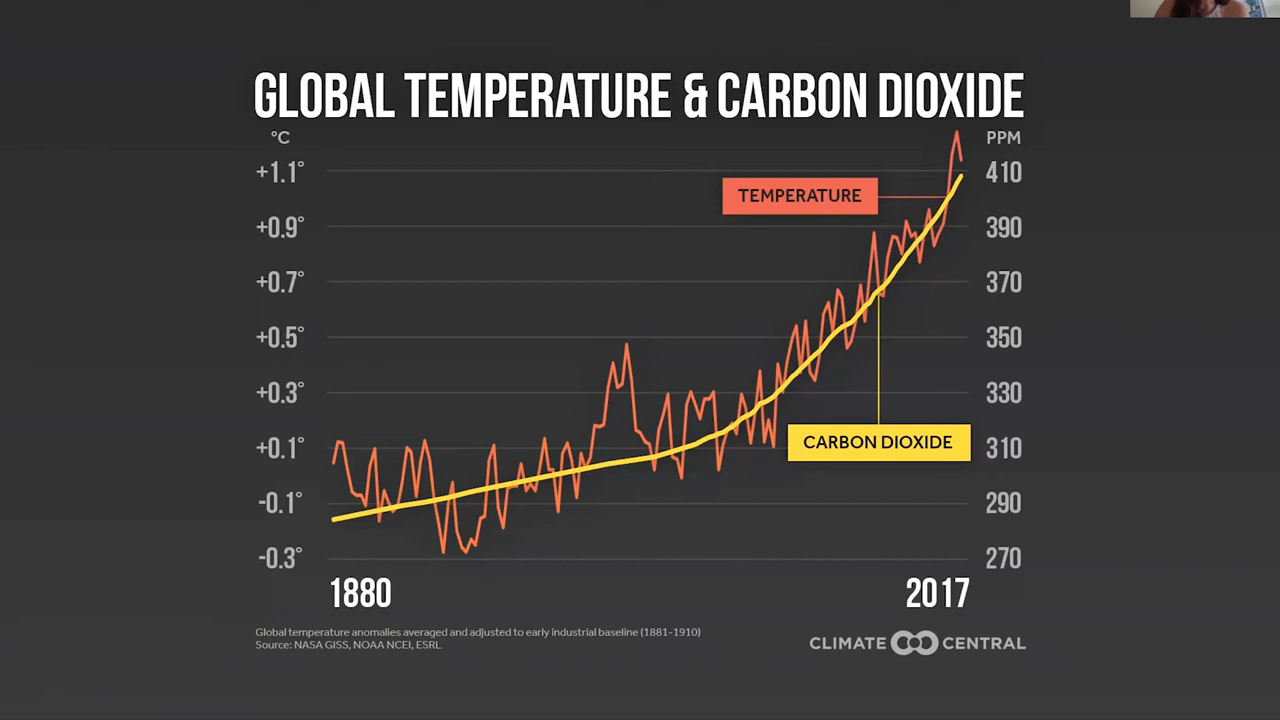 GLOBAL TEMPERATURE & CARBON DIOXIDE
°C
PPM
+1.1°
410
TEMPERATURE
+0.9°
390
+0.7°
370
+0.5°
350
+0.3°
330
+0.1°
310
CARBON DIOXIDE
-0.1°
290
-0.3°
270
1880
2017
Global temperature anomalies averaged and adjusted to early industrial baseline (1881-1910)
Source: NASA GISS, NOAA NCEI, ESRL
CLIMATE CENTRAL